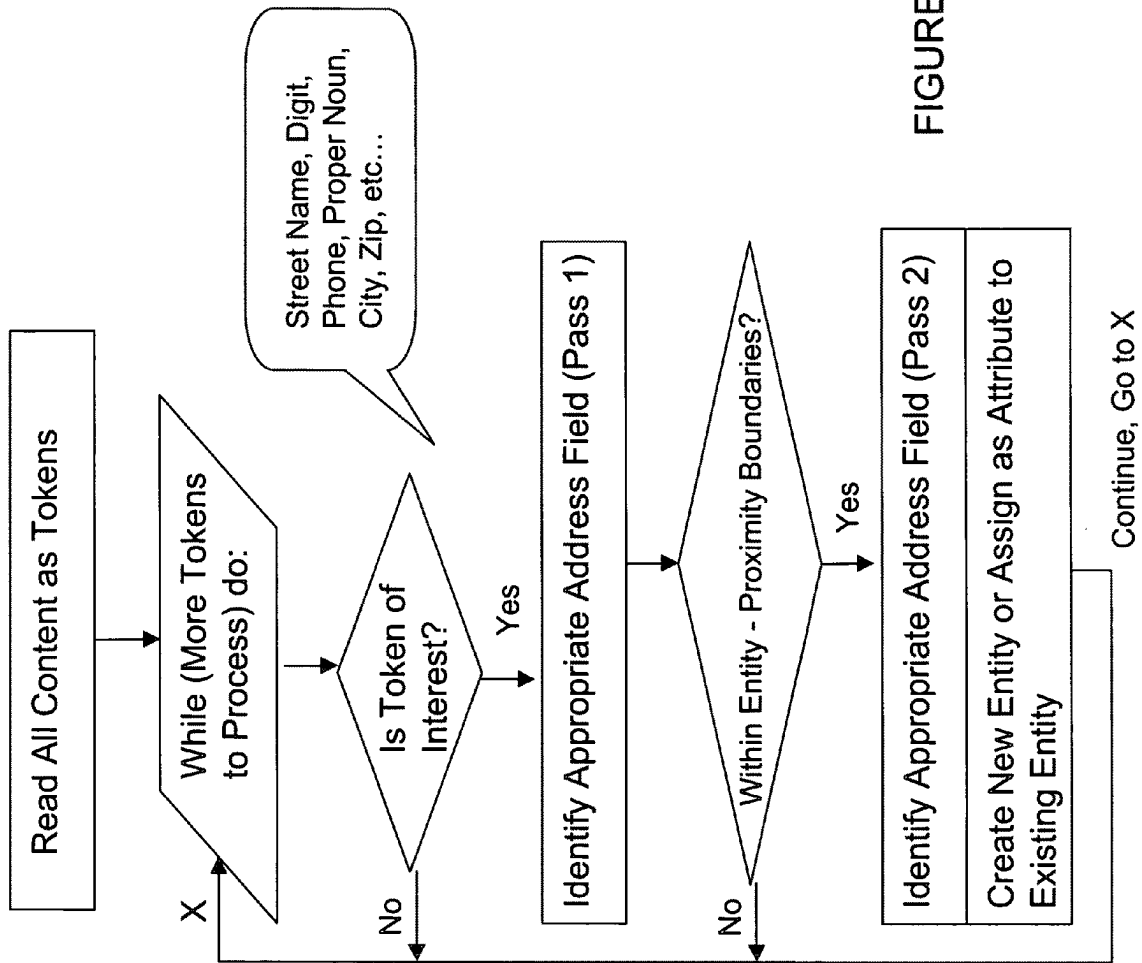 Read All Content as Tokens
X
While (More Tokens
to Process) do:
Street Name, Digit,
Phone, Proper Noun,
City, Zip, etc...
Is Token of
Interest?
No
Yes
Identify Appropriate Address Field (Pass 1)
Within Entity - Proximity Boundaries?
No
Yes
Identify Appropriate Address Field (Pass 2)
Create New Entity or Assign as Attribute to
Existing Entity
Continue, Go to X
FIGURE